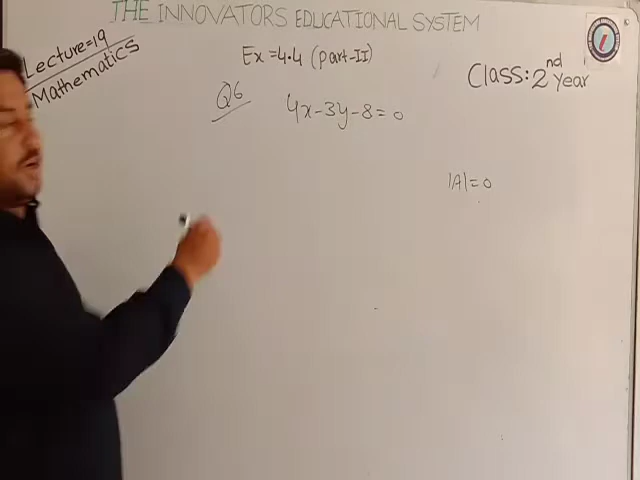 THE INNOVATORS EDUCATIONAL SYSTEM
Lecture=19
Mathematics
Ex=4.4 (part-II)
Class: 2nd year
Q6
4x-3y-8=0
|A|=0